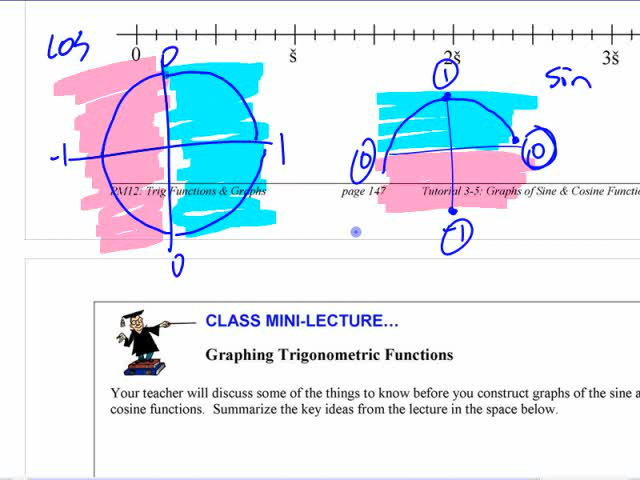 cos
0 š 2š 3š
0
1
sin
-1 1
0 0
PM12: Trig Functions & Graphs page 147 Tutorial 3-5: Graphs of Sine & Cosine Functio
-1
0
CLASS MINI-LECTURE…
Graphing Trigonometric Functions
Your teacher will discuss some of the things to know before you construct graphs of the sine a
cosine functions. Summarize the key ideas from the lecture in the space below.